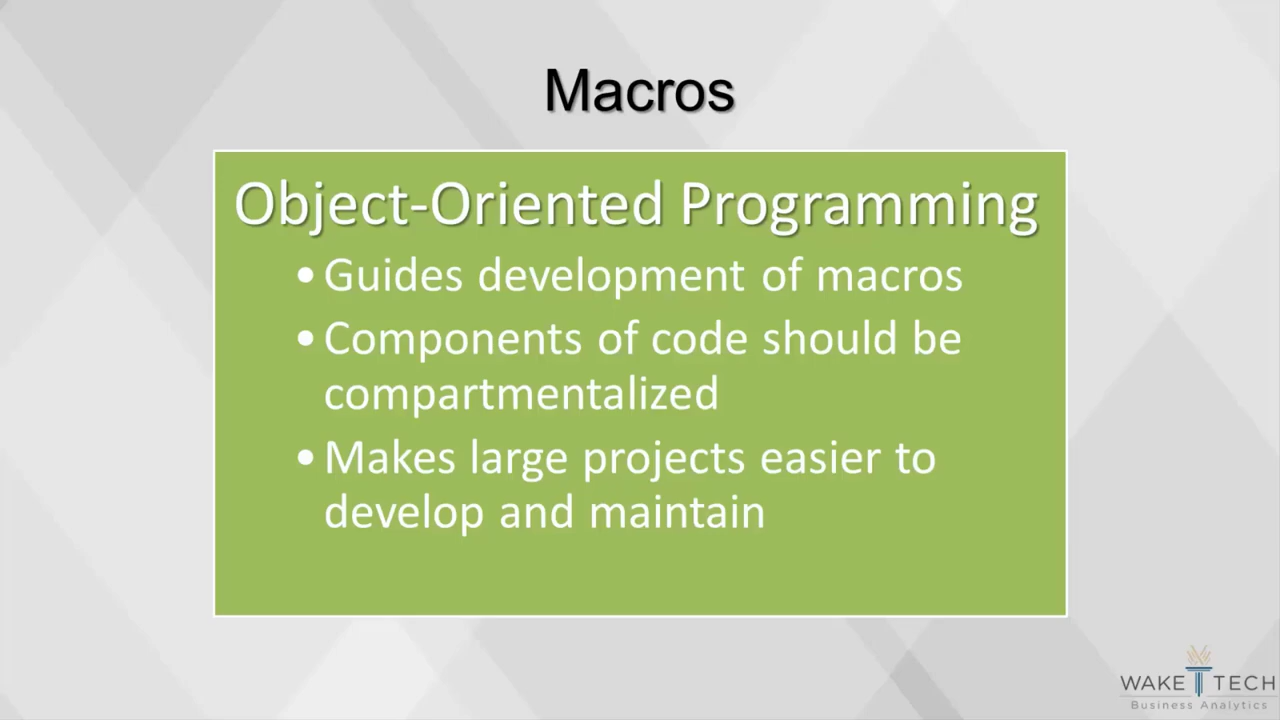 Macros
Object-Oriented Programming
• Guides development of macros
• Components of code should be
compartmentalized
• Makes large projects easier to
develop and maintain
WAKE TECH
Business Analytics